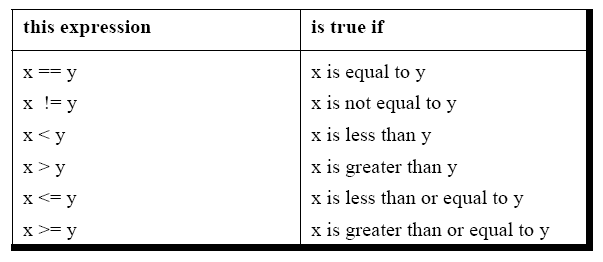 this expression is true if
x == y x is equal to y
x != y x is not equal to y
x < y x is less than y
x > y x is greater than y
x <= y x is less than or equal to y
x >= y x is greater than or equal to y